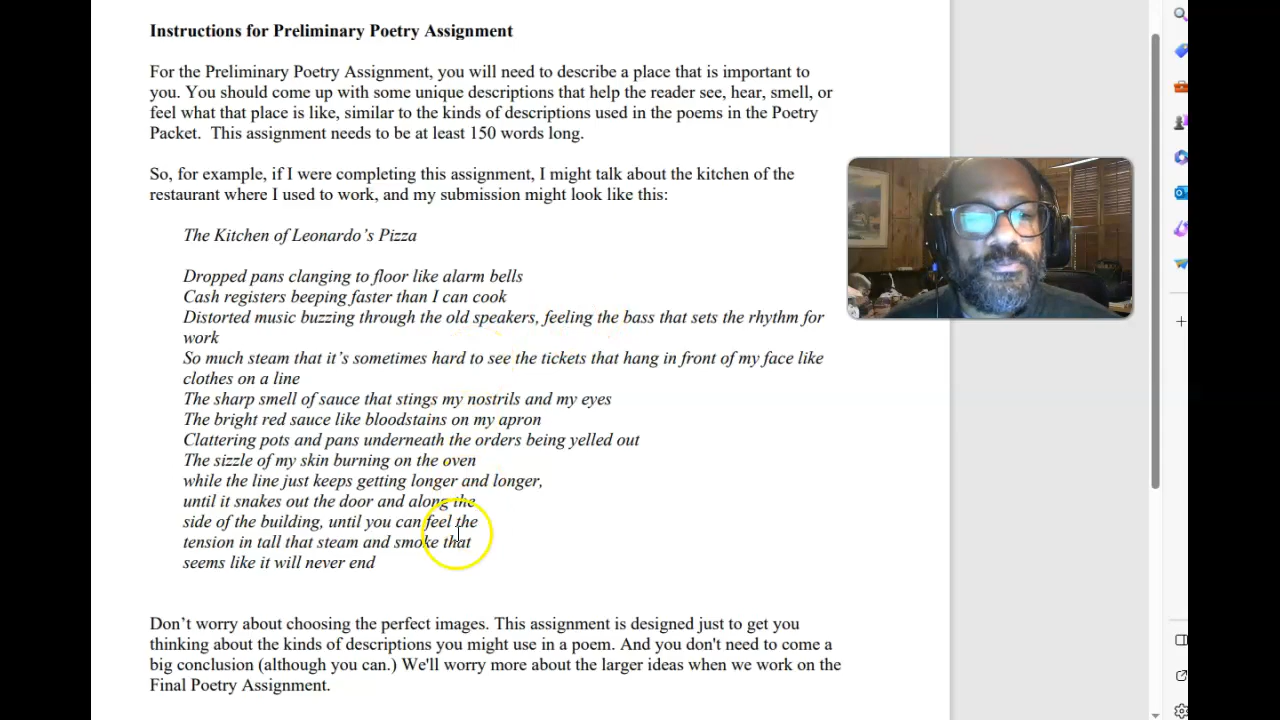 Instructions for Preliminary Poetry Assignment
For the Preliminary Poetry Assignment, you will need to describe a place that is important to
you. You should come up with some unique descriptions that help the reader see, hear, smell, or
feel what that place is like, similar to the kinds of descriptions used in the poems in the Poetry
Packet.  This assignment needs to be at least 150 words long.
So, for example, if I were completing this assignment, I might talk about the kitchen of the
restaurant where I used to work, and my submission might look like this:
The Kitchen of Leonardo's Pizza
Dropped pans clanging to floor like alarm bells
Cash registers beeping faster than I can cook
Distorted music buzzing through the old speakers, feeling the bass that sets the rhythm for
work
So much steam that it's sometimes hard to see the tickets that hang in front of my face like
clothes on a line
The sharp smell of sauce that stings my nostrils and my eyes
The bright red sauce like bloodstains on my apron
Clattering pots and pans underneath the orders being yelled out
The sizzle of my skin burning on the oven
while the line just keeps getting longer and longer,
until it snakes out the door and along the
side of the building, until you can feel the
tension in tall that steam and smoke that
seems like it will never end
Don't worry about choosing the perfect images. This assignment is designed just to get you
thinking about the kinds of descriptions you might use in a poem. And you don't need to come a
big conclusion (although you can.) We'll worry more about the larger ideas when we work on the
Final Poetry Assignment.